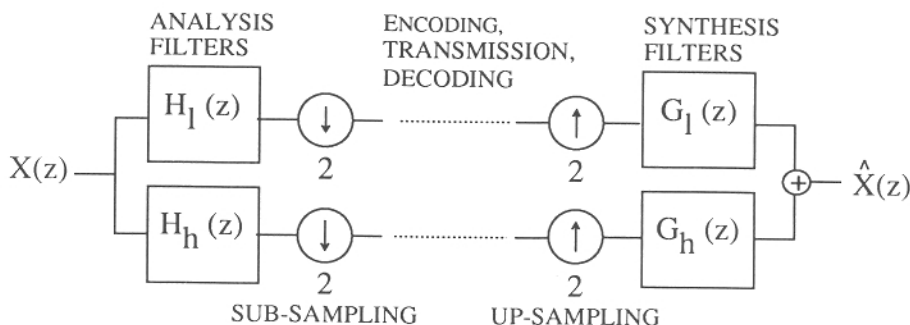 ANALYSIS
FILTERS
ENCODING,
TRANSMISSION,
DECODING
SYNTHESIS
FILTERS
H_l (z)
↓
2
↑
2
G_l (z)
X(z)
+
X̂(z)
H_h (z)
↓
2
↑
2
G_h (z)
SUB-SAMPLING
UP-SAMPLING